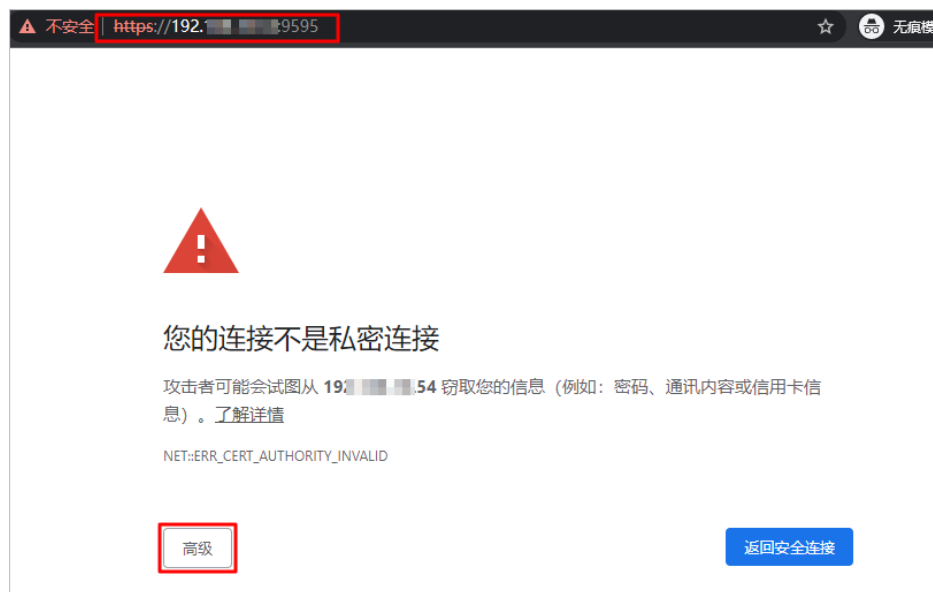 不安全 https://192.1 :9595
无痕模
您的连接不是私密连接
攻击者可能会试图从 192 .54 窃取您的信息（例如：密码、通讯内容或信用卡信
息）。了解详情
NET::ERR_CERT_AUTHORITY_INVALID
高级
返回安全连接